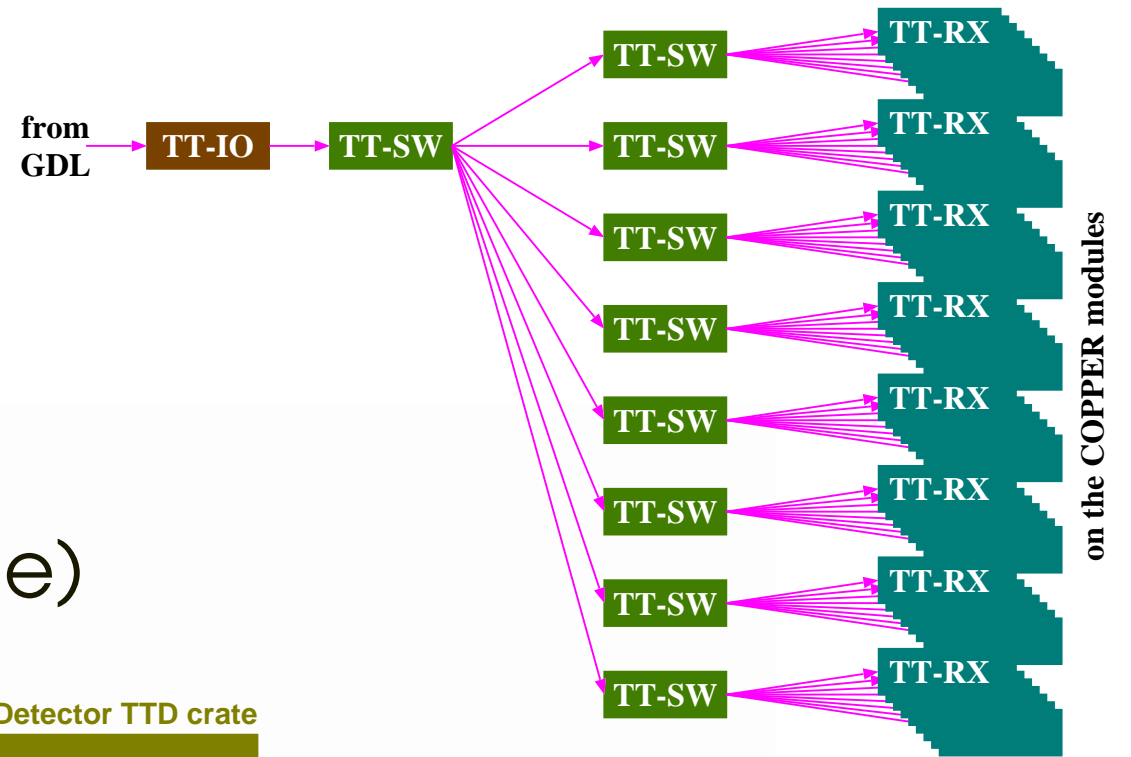 from
GDL
TT-IO
TT-SW
TT-SW
TT-SW
TT-SW
TT-SW
TT-SW
TT-SW
TT-SW
TT-SW
TT-RX
TT-RX
TT-RX
TT-RX
TT-RX
TT-RX
TT-RX
TT-RX
on the COPPER modules
e)
Detector TTD crate